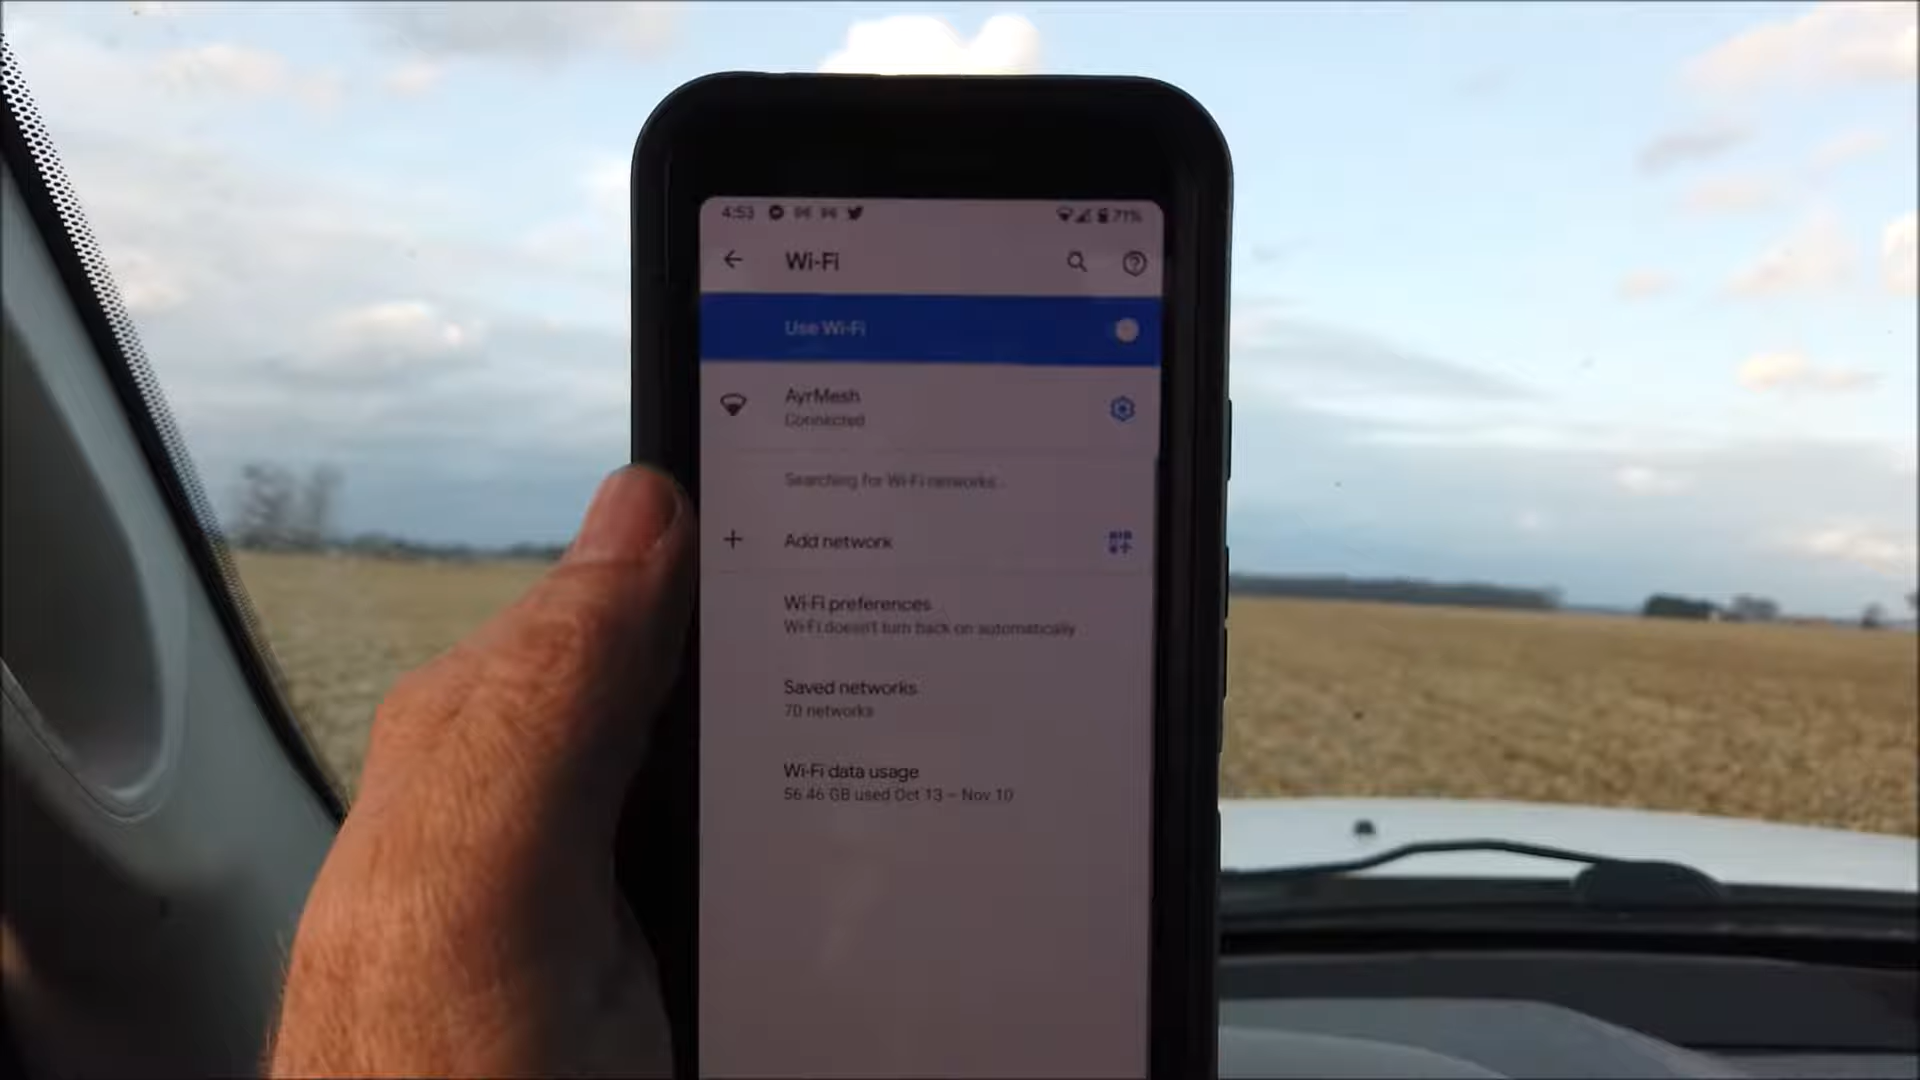 4:53
71%
Wi-Fi
Use Wi-Fi
AyrMesh
Connected
Searching for Wi-Fi networks…
Add network
Wi-Fi preferences
Wi-Fi doesn't turn back on automatically
Saved networks
70 networks
Wi-Fi data usage
56.46 GB used Oct 13 – Nov 10